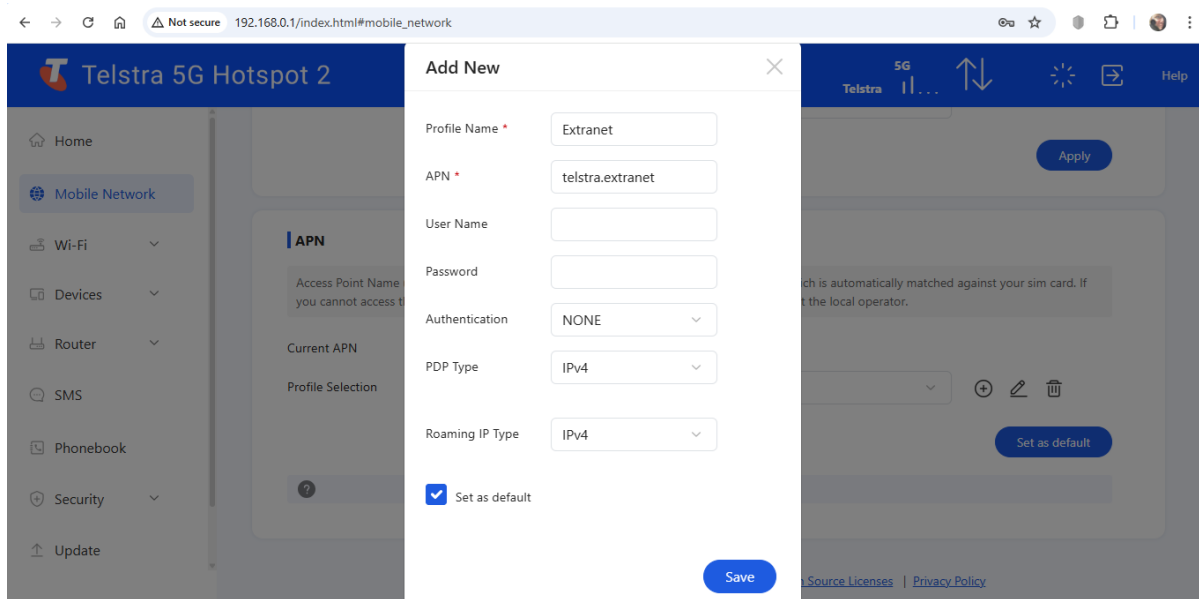 Not secure 192.168.0.1/index.html#mobile_network
Telstra 5G Hotspot 2
5G
Telstra
Help
Home
Mobile Network
Wi-Fi
Devices
Router
SMS
Phonebook
Security
Update
Apply
APN
Access Point Name
ch is automatically matched against your sim card. If
you cannot access t
t the local operator.
Current APN
Profile Selection
Set as default
Add New
Profile Name * Extranet
APN * telstra.extranet
User Name
Password
Authentication NONE
PDP Type IPv4
Roaming IP Type IPv4
Set as default
Save
Source Licenses | Privacy Policy